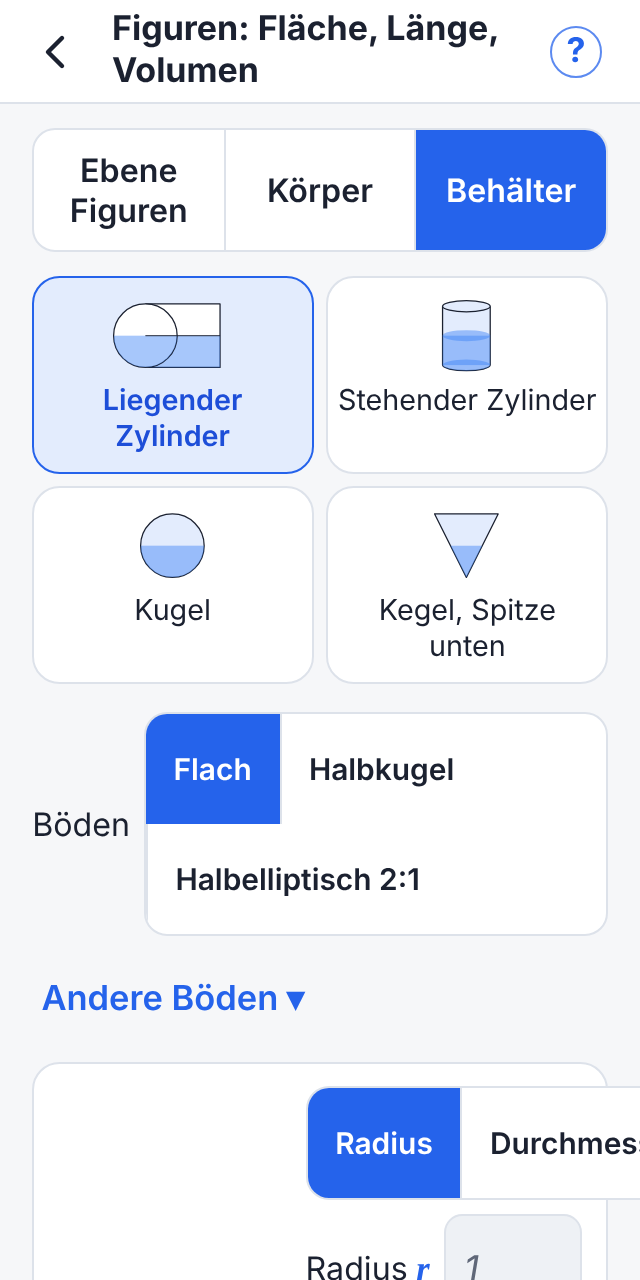 Figuren: Fläche, Länge,
Volumen
?
Ebene
Figuren
Körper
Behälter
Liegender
Zylinder
Stehender Zylinder
Kugel
Kegel, Spitze
unten
Böden
Flach
Halbkugel
Halbelliptisch 2:1
Andere Böden ▾
Radius
Radius r
1